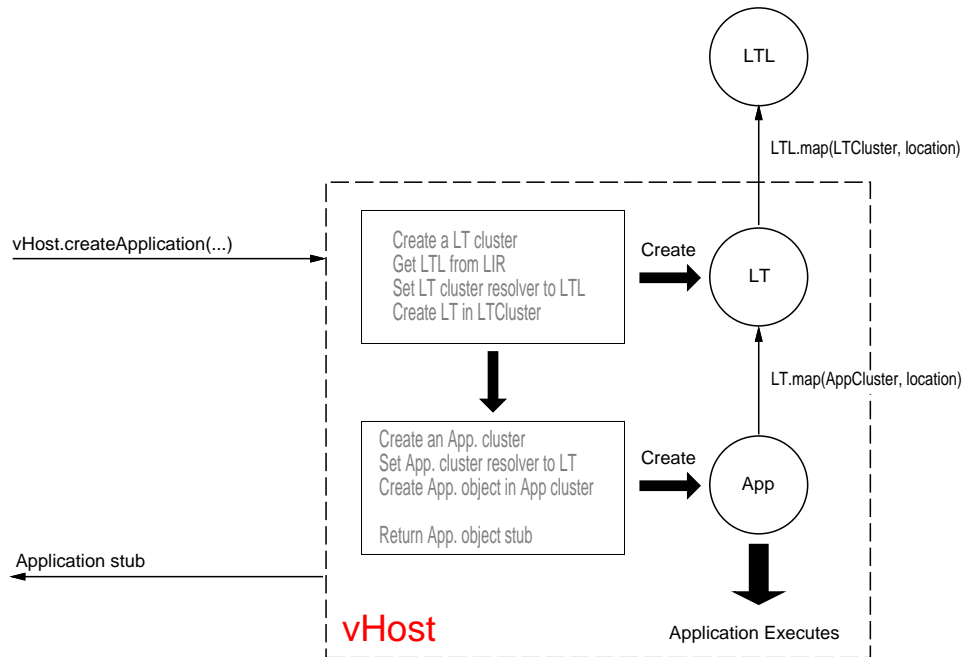 LTL
LTL.map(LTCluster, location)
vHost.createApplication(...)
Create a LT cluster
Get LTL from LIR
Set LT cluster resolver to LTL
Create LT in LTCluster
Create
LT
LT.map(AppCluster, location)
Create an App. cluster
Set App. cluster resolver to LT
Create App. object in App cluster
Return App. object stub
Create
App
Application stub
vHost
Application Executes